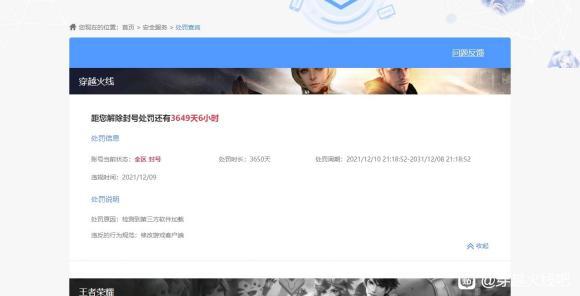 您现在的位置：首页 > 安全服务 > 处罚查询
问题反馈
穿越火线
距您解除封号处罚还有3649天6小时
处罚信息
账号当前状态：全区 封号 处罚时长：3650天 处罚周期：2021/12/10 21:18:52-2031/12/08 21:18:52
违规时间：2021/12/09
处罚说明
处罚原因：检测到第三方软件加载
违反的行为规范：修改游戏客户端
收起
王者荣耀
@穿越火线吧